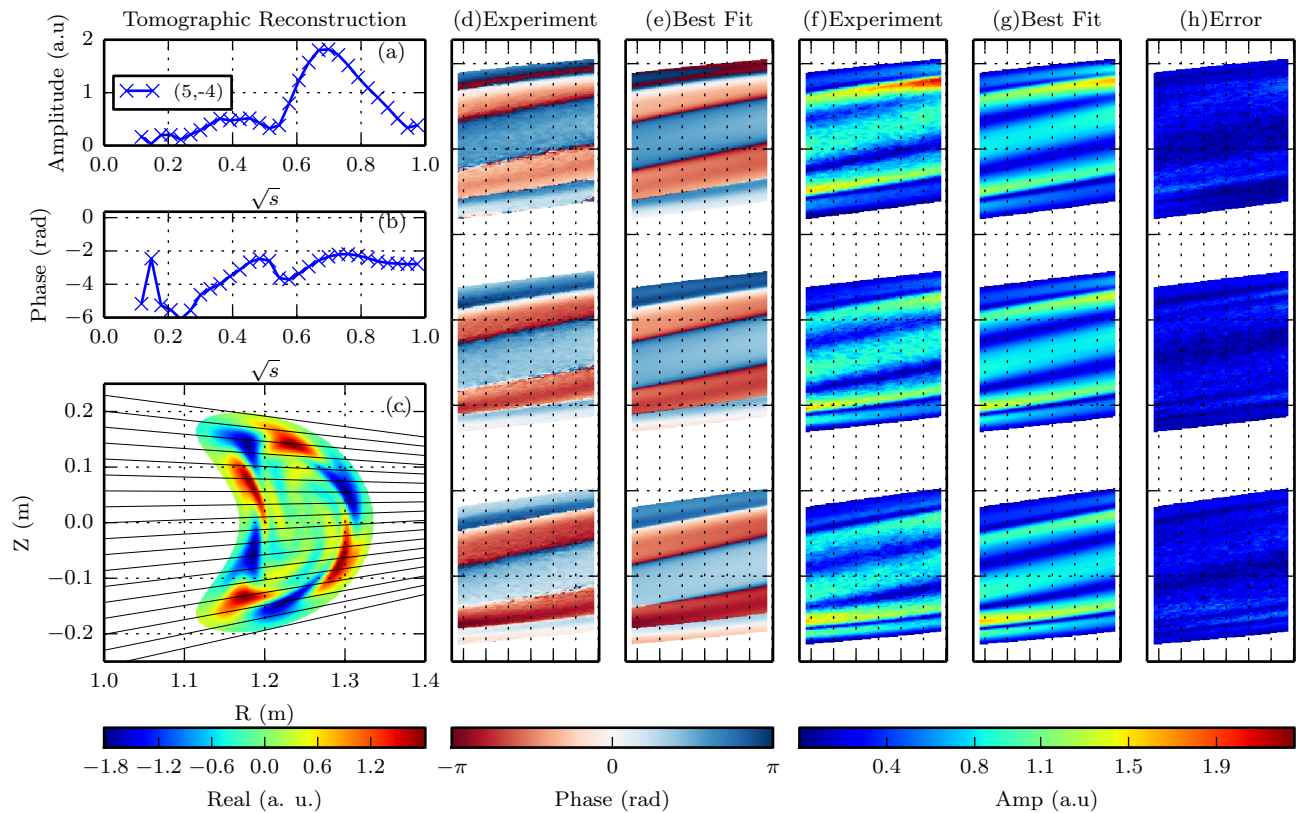 Tomographic Reconstruction
(d)Experiment
(e)Best Fit
(f)Experiment
(g)Best Fit
(h)Error
Amplitude (a.u)
2
1
0
(a)
(5,-4)
0.0 0.2 0.4 0.6 0.8 1.0
√s
Phase (rad)
0
−2
−4
−6
(b)
0.0 0.2 0.4 0.6 0.8 1.0
√s
Z (m)
0.2
0.1
0.0
−0.1
−0.2
(c)
1.0 1.1 1.2 1.3 1.4
R (m)
−1.8 −1.2 −0.6 0.0 0.6 1.2
Real (a. u.)
−π 0 π
Phase (rad)
0.4 0.8 1.1 1.5 1.9
Amp (a.u)